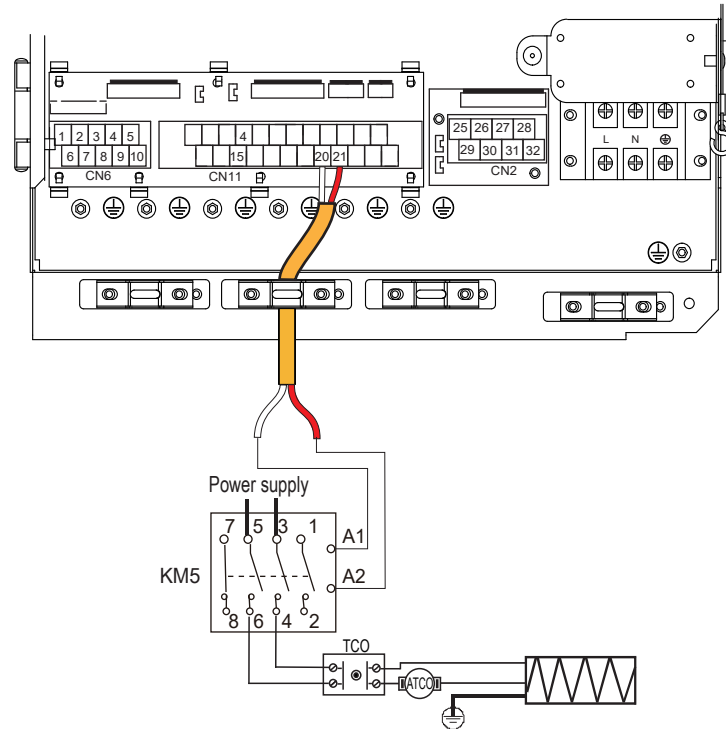 1 2 3 4 5
6 7 8 9 10
CN6
4
15 20 21
CN11
25 26 27 28
29 30 31 32
CN2
L N
Power supply
7 5 3 1
A1
KM5
A2
8 6 4 2
TCO
ATCO